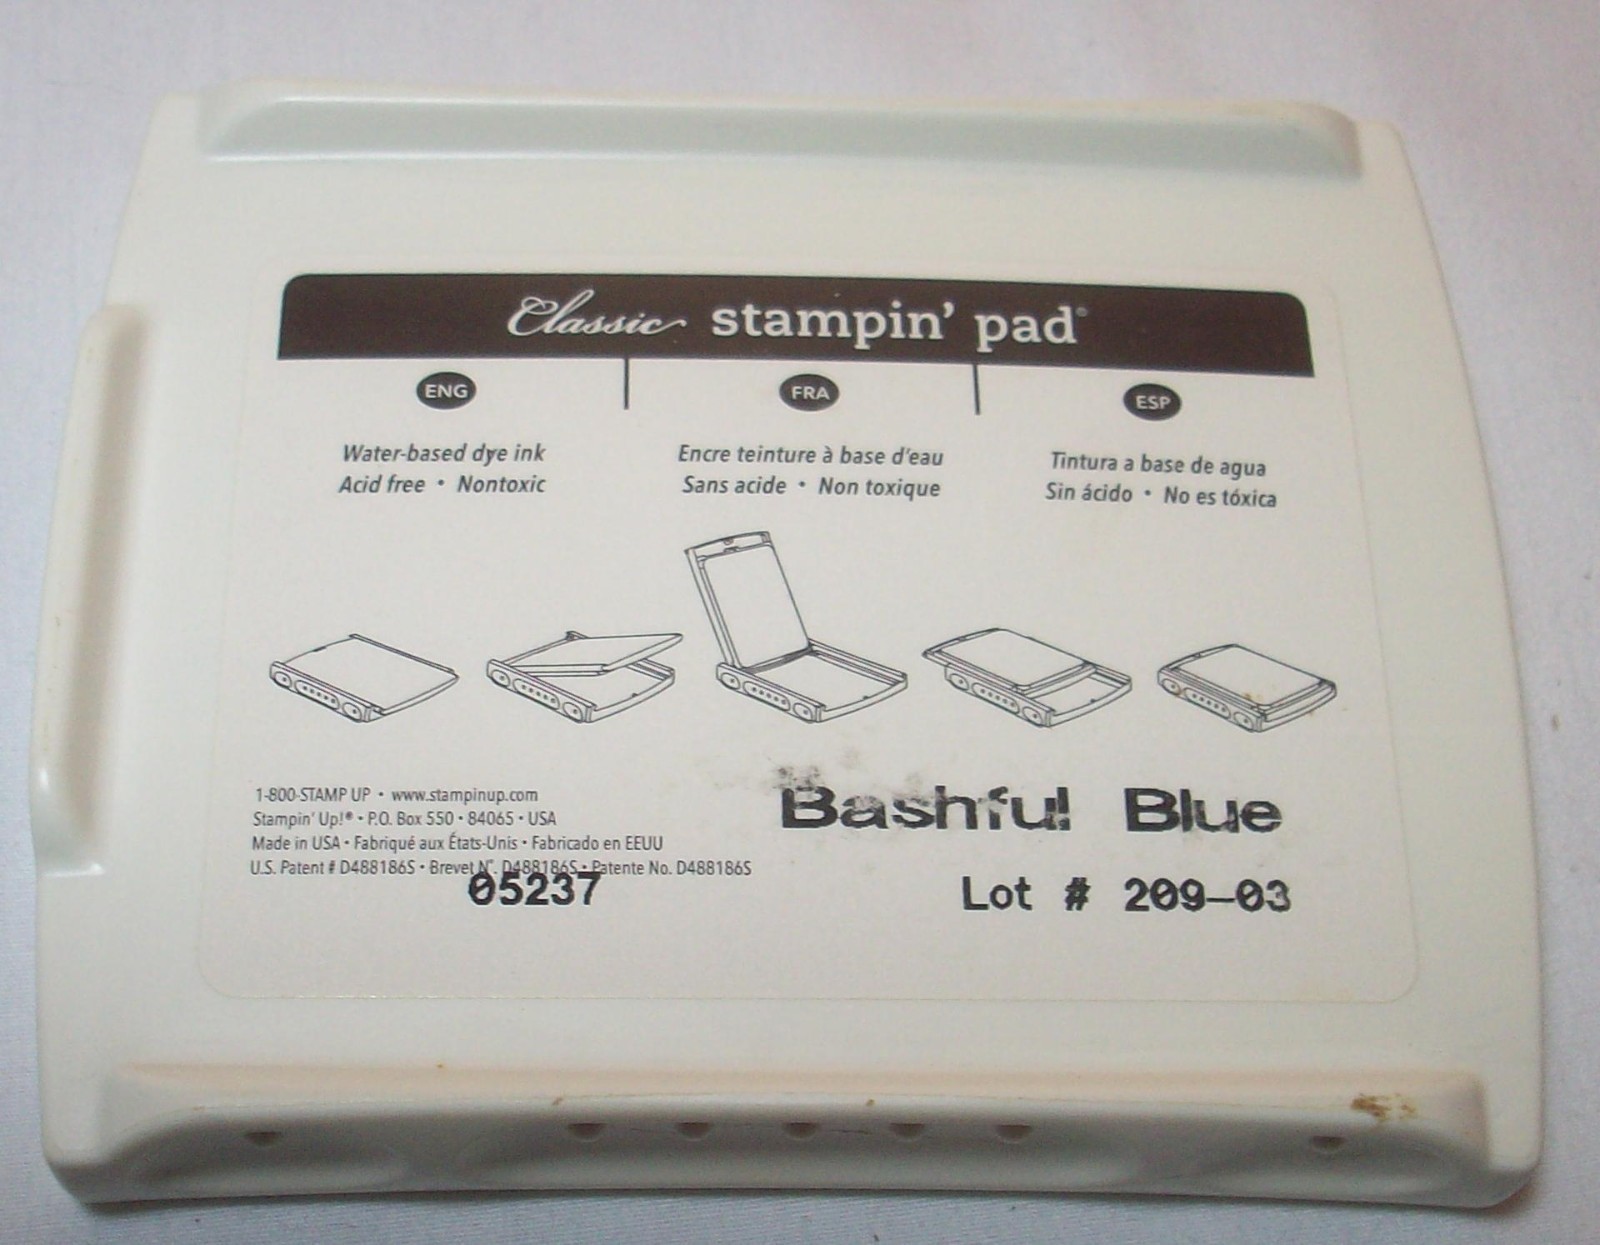 Classic stampin' pad®
ENG
Water-based dye ink
Acid free • Nontoxic
FRA
Encre teinture à base d'eau
Sans acide • Non toxique
ESP
Tintura a base de agua
Sin ácido • No es tóxica
1-800-STAMP UP • www.stampinup.com
Stampin' Up!® • P.O. Box 550 • 84065 • USA
Made in USA • Fabriqué aux États-Unis • Fabricado en EEUU
U.S. Patent # D488186S • Brevet N°. D488186S • Patente No. D488186S
05237
Bashful Blue
Lot # 209-03